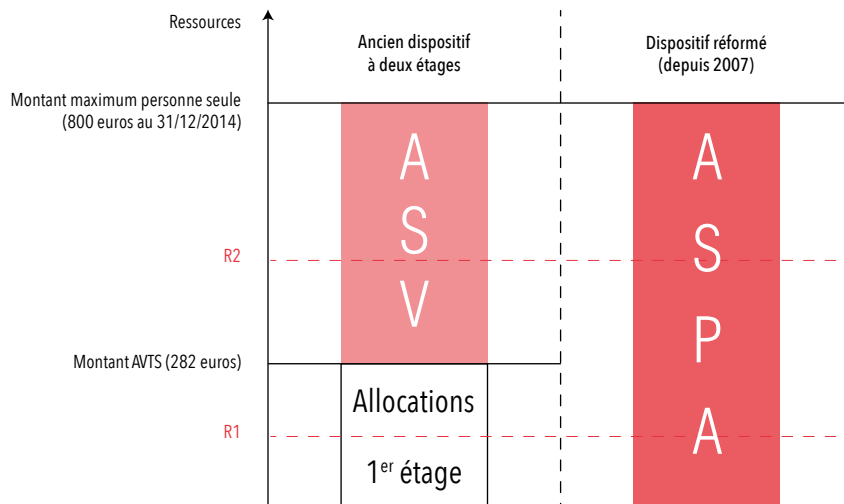 Ressources
Ancien dispositif
à deux étages
Dispositif réformé
(depuis 2007)
Montant maximum personne seule
(800 euros au 31/12/2014)
A
S
V
A
S
P
A
R2
Montant AVTS (282 euros)
Allocations
1er étage
R1